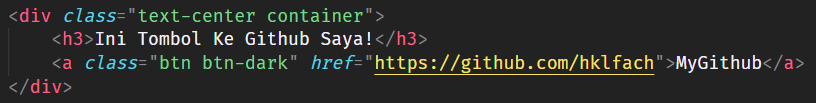 <div class="text-center container">
<h3>Ini Tombol Ke Github Saya!</h3>
<a class="btn btn-dark" href="https://github.com/hklfach">MyGithub</a>
</div>